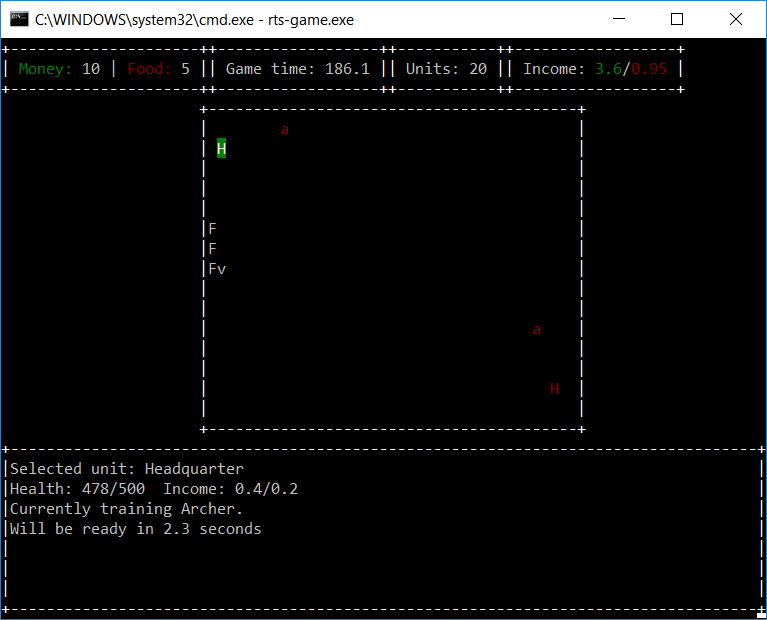 C:\WINDOWS\system32\cmd.exe - rts-game.exe
Money: 10 | Food: 5 || Game time: 186.1 || Units: 20 || Income: 3.6/0.95
a
H
F
F
Fv
a
H
Selected unit: Headquarter
Health: 478/500  Income: 0.4/0.2
Currently training Archer.
Will be ready in 2.3 seconds